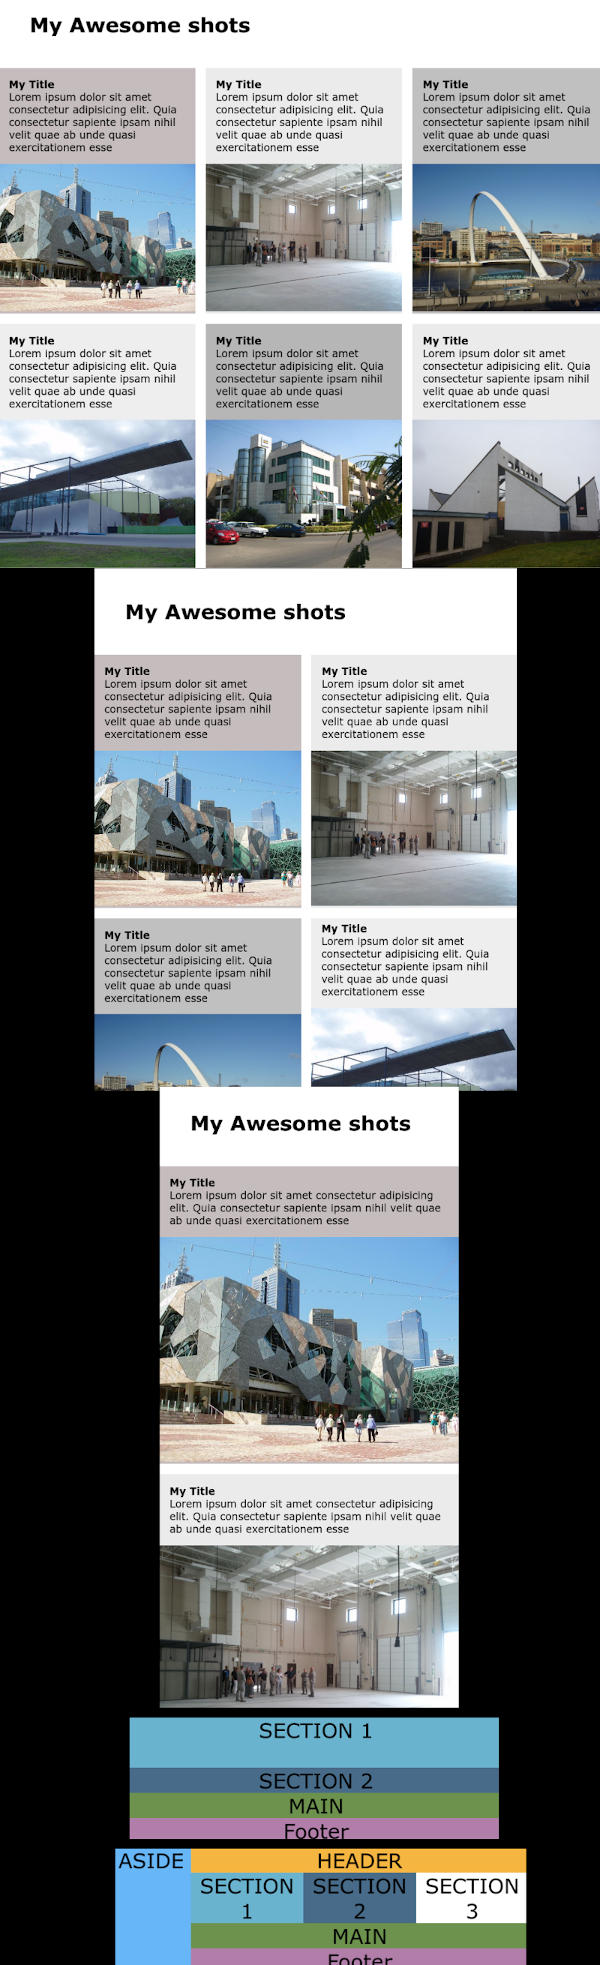 My Awesome shots
My Title
Lorem ipsum dolor sit amet
consectetur adipisicing elit. Quia
consectetur sapiente ipsam nihil
velit quae ab unde quasi
exercitationem esse
My Title
Lorem ipsum dolor sit amet
consectetur adipisicing elit. Quia
consectetur sapiente ipsam nihil
velit quae ab unde quasi
exercitationem esse
My Title
Lorem ipsum dolor sit amet
consectetur adipisicing elit. Quia
consectetur sapiente ipsam nihil
velit quae ab unde quasi
exercitationem esse
My Title
Lorem ipsum dolor sit amet
consectetur adipisicing elit. Quia
consectetur sapiente ipsam nihil
velit quae ab unde quasi
exercitationem esse
My Title
Lorem ipsum dolor sit amet
consectetur adipisicing elit. Quia
consectetur sapiente ipsam nihil
velit quae ab unde quasi
exercitationem esse
My Title
Lorem ipsum dolor sit amet
consectetur adipisicing elit. Quia
consectetur sapiente ipsam nihil
velit quae ab unde quasi
exercitationem esse
My Awesome shots
My Title
Lorem ipsum dolor sit amet
consectetur adipisicing elit. Quia
consectetur sapiente ipsam nihil
velit quae ab unde quasi
exercitationem esse
My Title
Lorem ipsum dolor sit amet
consectetur adipisicing elit. Quia
consectetur sapiente ipsam nihil
velit quae ab unde quasi
exercitationem esse
My Title
Lorem ipsum dolor sit amet
consectetur adipisicing elit. Quia
consectetur sapiente ipsam nihil
velit quae ab unde quasi
exercitationem esse
My Title
Lorem ipsum dolor sit amet
consectetur adipisicing elit. Quia
consectetur sapiente ipsam nihil
velit quae ab unde quasi
exercitationem esse
My Awesome shots
My Title
Lorem ipsum dolor sit amet consectetur adipisicing
elit. Quia consectetur sapiente ipsam nihil velit quae
ab unde quasi exercitationem esse
My Title
Lorem ipsum dolor sit amet consectetur adipisicing
elit. Quia consectetur sapiente ipsam nihil velit quae
ab unde quasi exercitationem esse
SECTION 1
SECTION 2
MAIN
Footer
ASIDE
HEADER
SECTION
1
SECTION
2
SECTION
3
MAIN
Footer